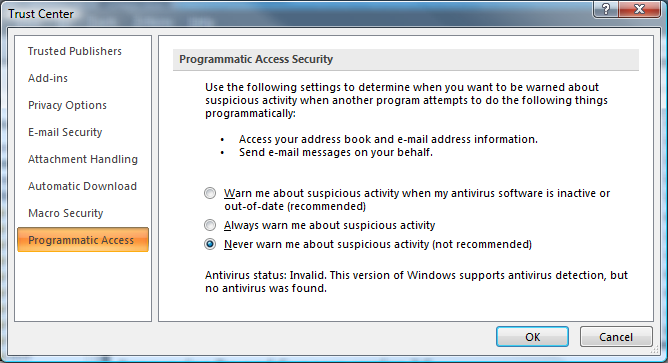 Trust Center
Trusted Publishers
Add-ins
Privacy Options
E-mail Security
Attachment Handling
Automatic Download
Macro Security
Programmatic Access
Programmatic Access Security
Use the following settings to determine when you want to be warned about
suspicious activity when another program attempts to do the following things
programmatically:
• Access your address book and e-mail address information.
• Send e-mail messages on your behalf.
Warn me about suspicious activity when my antivirus software is inactive or
out-of-date (recommended)
Always warn me about suspicious activity
Never warn me about suspicious activity (not recommended)
Antivirus status: Invalid. This version of Windows supports antivirus detection, but
no antivirus was found.
OK
Cancel